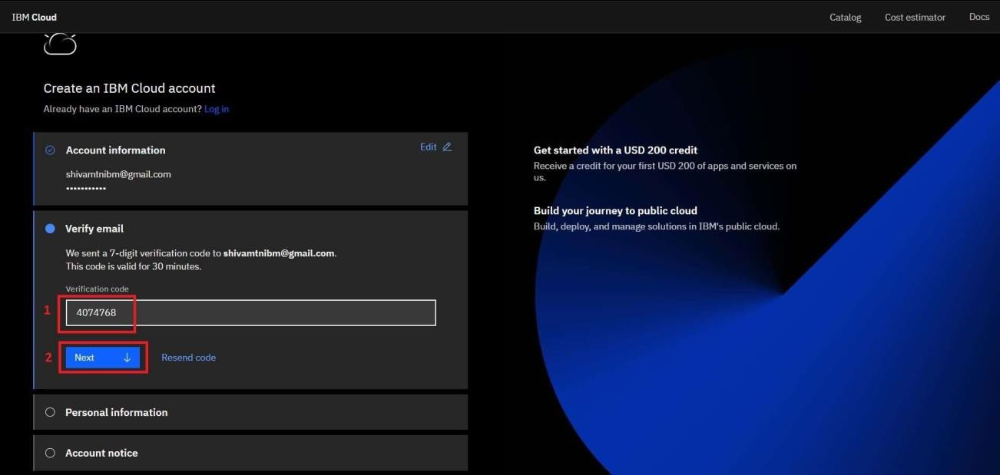 IBM Cloud
Catalog
Cost estimator
Docs
Create an IBM Cloud account
Already have an IBM Cloud account? Log in
Account information
Edit
shivamtnibm@gmail.com
•••••••••••
Verify email
We sent a 7-digit verification code to shivamtnibm@gmail.com.
This code is valid for 30 minutes.
Verification code
1
4074768
2
Next
Resend code
Personal information
Account notice
Get started with a USD 200 credit
Receive a credit for your first USD 200 of apps and services on
us.
Build your journey to public cloud
Build, deploy, and manage solutions in IBM's public cloud.